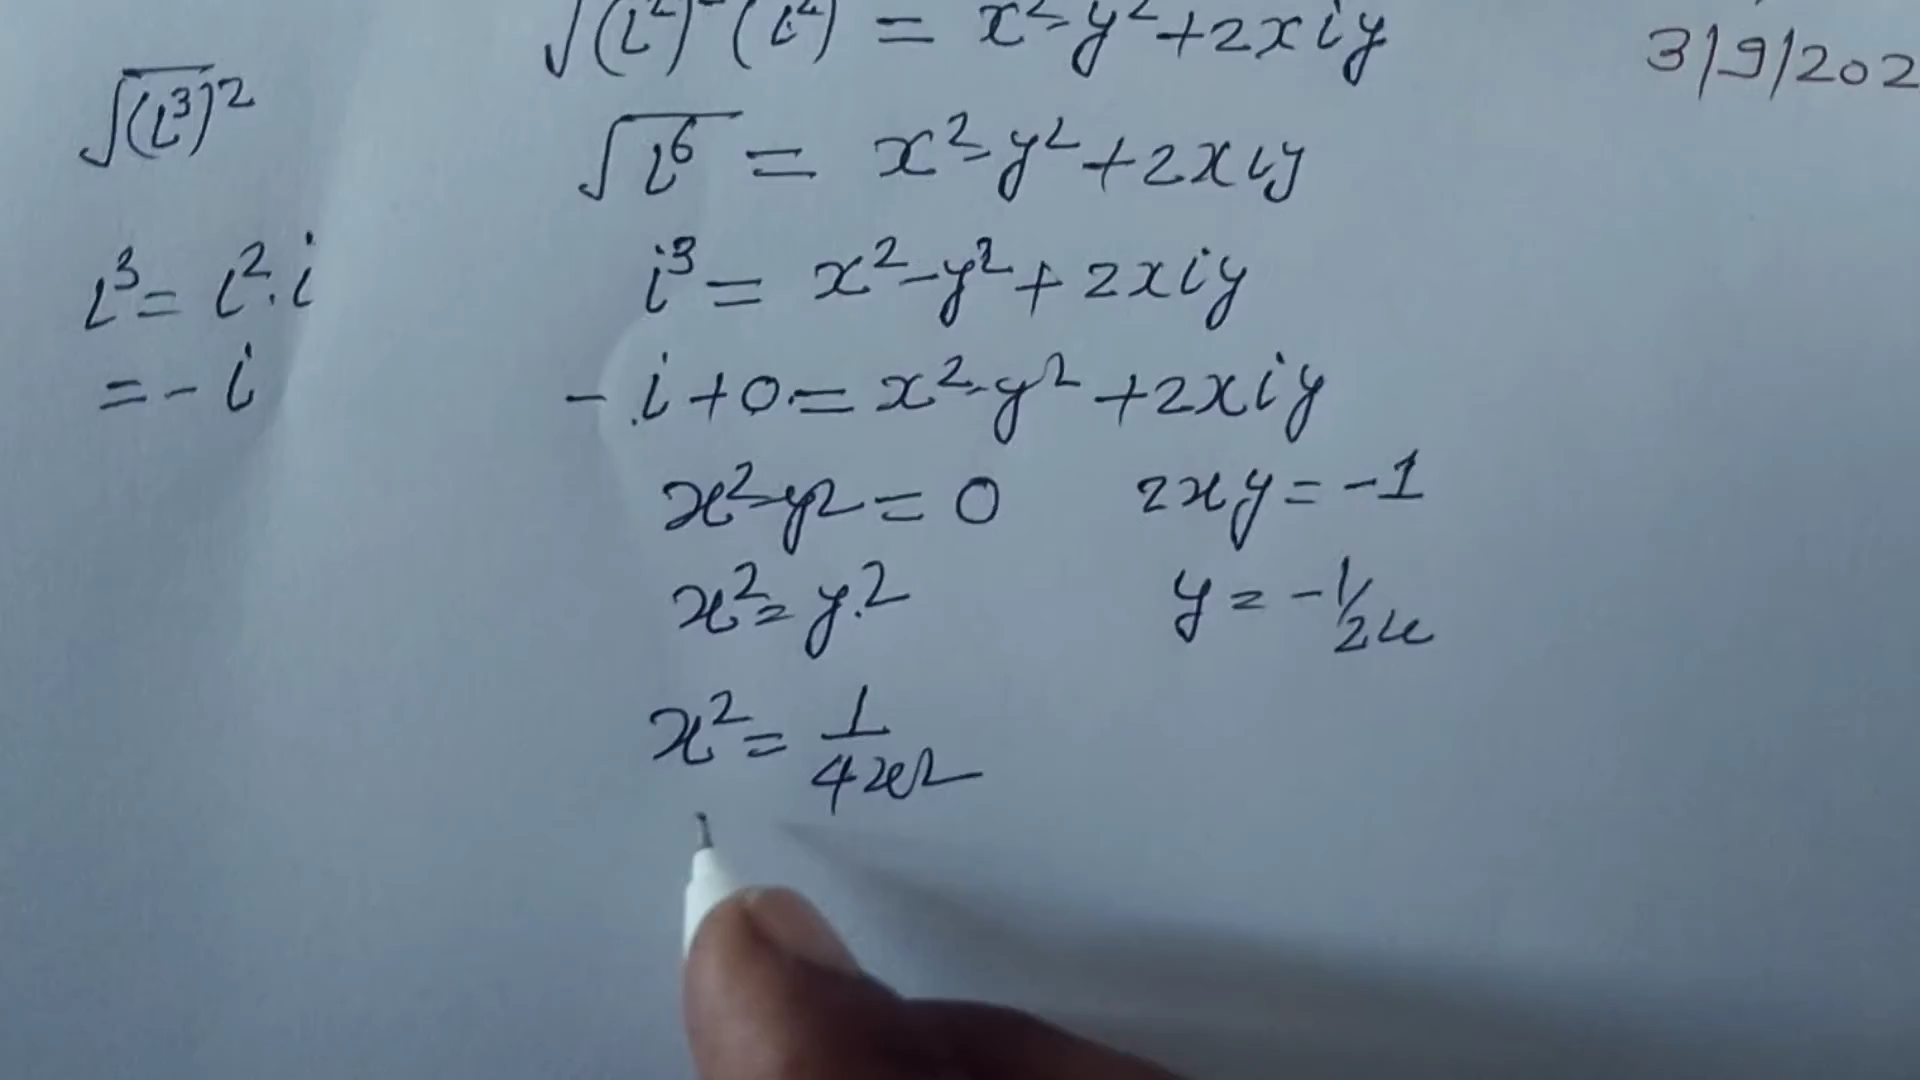 √(i²)²(i²) = x²-y²+2xiy
3/9/202
√(i³)²
√i⁶ = x²-y²+2xiy
i³ = i².i
i³ = x²-y²+2xiy
= - i
- i+0 = x²-y²+2xiy
x²-y² = 0 2xy = -1
x² = y² y = -1/2x
x² = 1/4x²